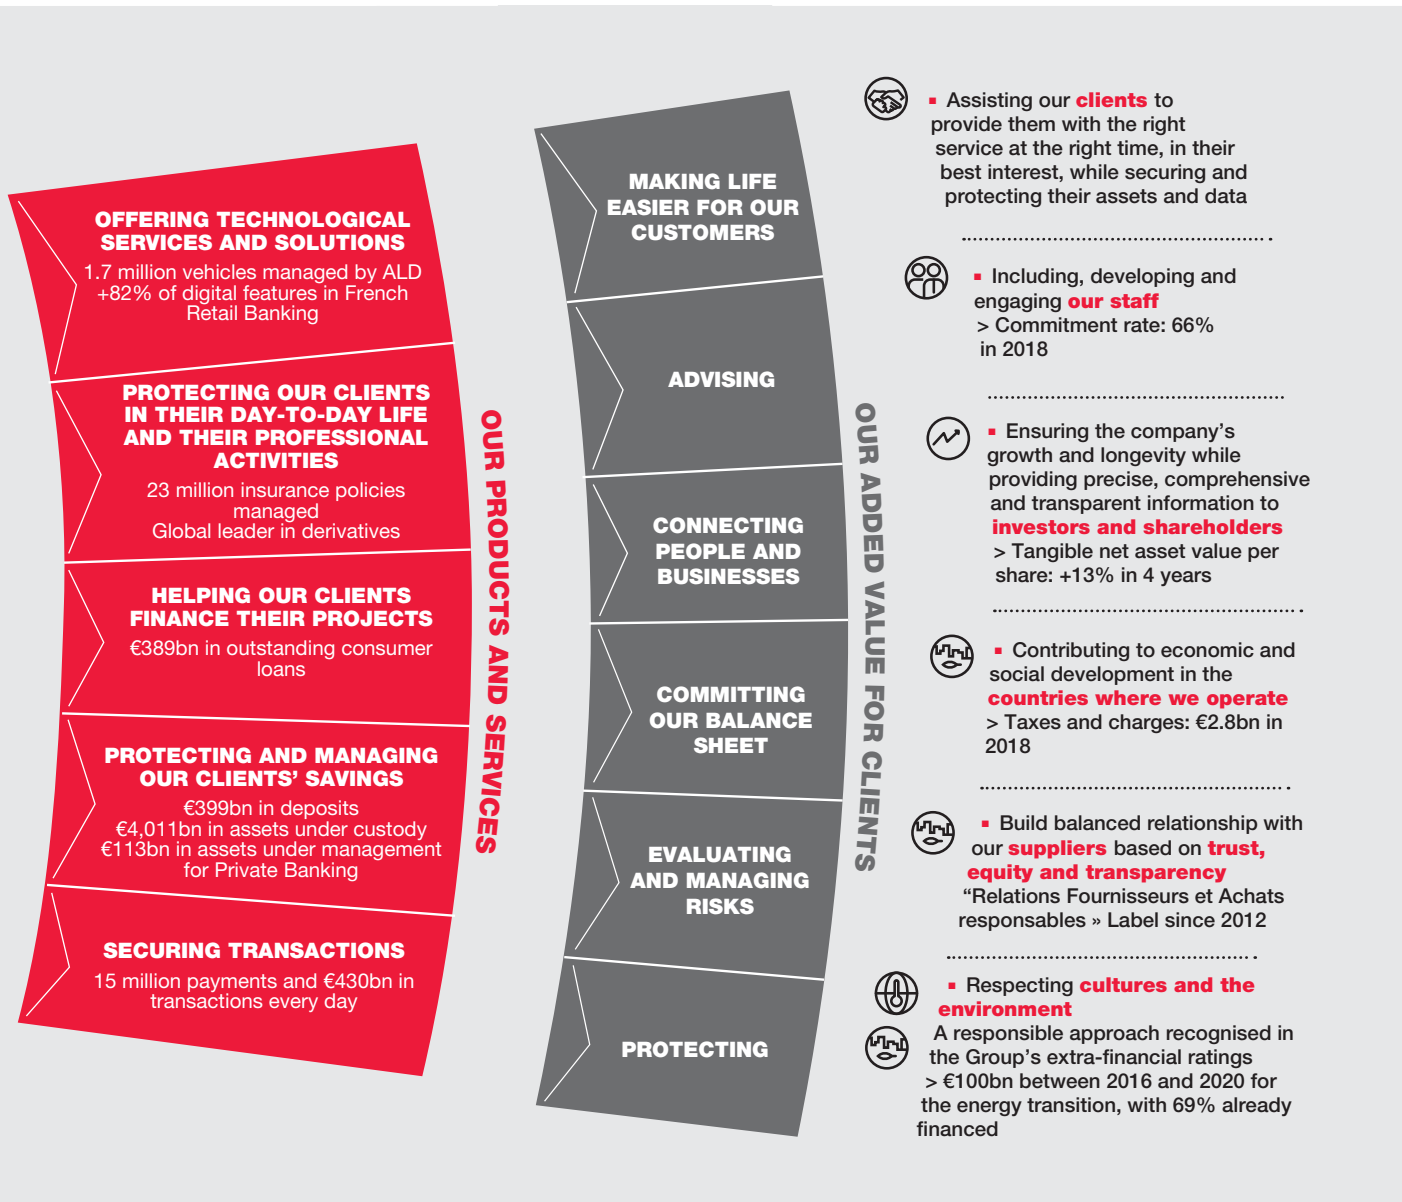 OFFERING TECHNOLOGICAL
SERVICES AND SOLUTIONS
1.7 million vehicles managed by ALD
+82% of digital features in French
Retail Banking
PROTECTING OUR CLIENTS
IN THEIR DAY-TO-DAY LIFE
AND THEIR PROFESSIONAL
ACTIVITIES
23 million insurance policies
managed
Global leader in derivatives
HELPING OUR CLIENTS
FINANCE THEIR PROJECTS
€389bn in outstanding consumer
loans
PROTECTING AND MANAGING
OUR CLIENTS’ SAVINGS
€399bn in deposits
€4,011bn in assets under custody
€113bn in assets under management
for Private Banking
SECURING TRANSACTIONS
15 million payments and €430bn in
transactions every day
OUR PRODUCTS AND SERVICES
MAKING LIFE
EASIER FOR OUR
CUSTOMERS
ADVISING
CONNECTING
PEOPLE AND
BUSINESSES
COMMITTING
OUR BALANCE
SHEET
EVALUATING
AND MANAGING
RISKS
PROTECTING
OUR ADDED VALUE FOR CLIENTS
▪ Assisting our clients to
provide them with the right
service at the right time, in their
best interest, while securing and
protecting their assets and data
▪ Including, developing and
engaging our staff
> Commitment rate: 66%
in 2018
▪ Ensuring the company’s
growth and longevity while
providing precise, comprehensive
and transparent information to
investors and shareholders
> Tangible net asset value per
share: +13% in 4 years
▪ Contributing to economic and
social development in the
countries where we operate
> Taxes and charges: €2.8bn in
2018
▪ Build balanced relationship with
our suppliers based on trust,
equity and transparency
“Relations Fournisseurs et Achats
responsables » Label since 2012
▪ Respecting cultures and the
environment
A responsible approach recognised in
the Group’s extra-financial ratings
> €100bn between 2016 and 2020 for
the energy transition, with 69% already
financed